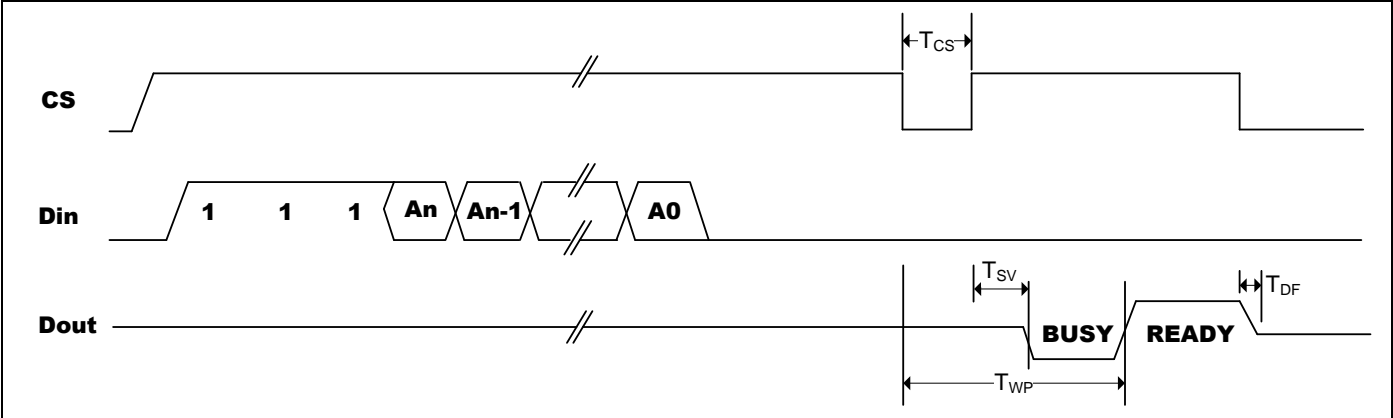 TCS
CS
Din 1 1 1 An An-1 A0
TSV
TDF
Dout BUSY READY
TWP